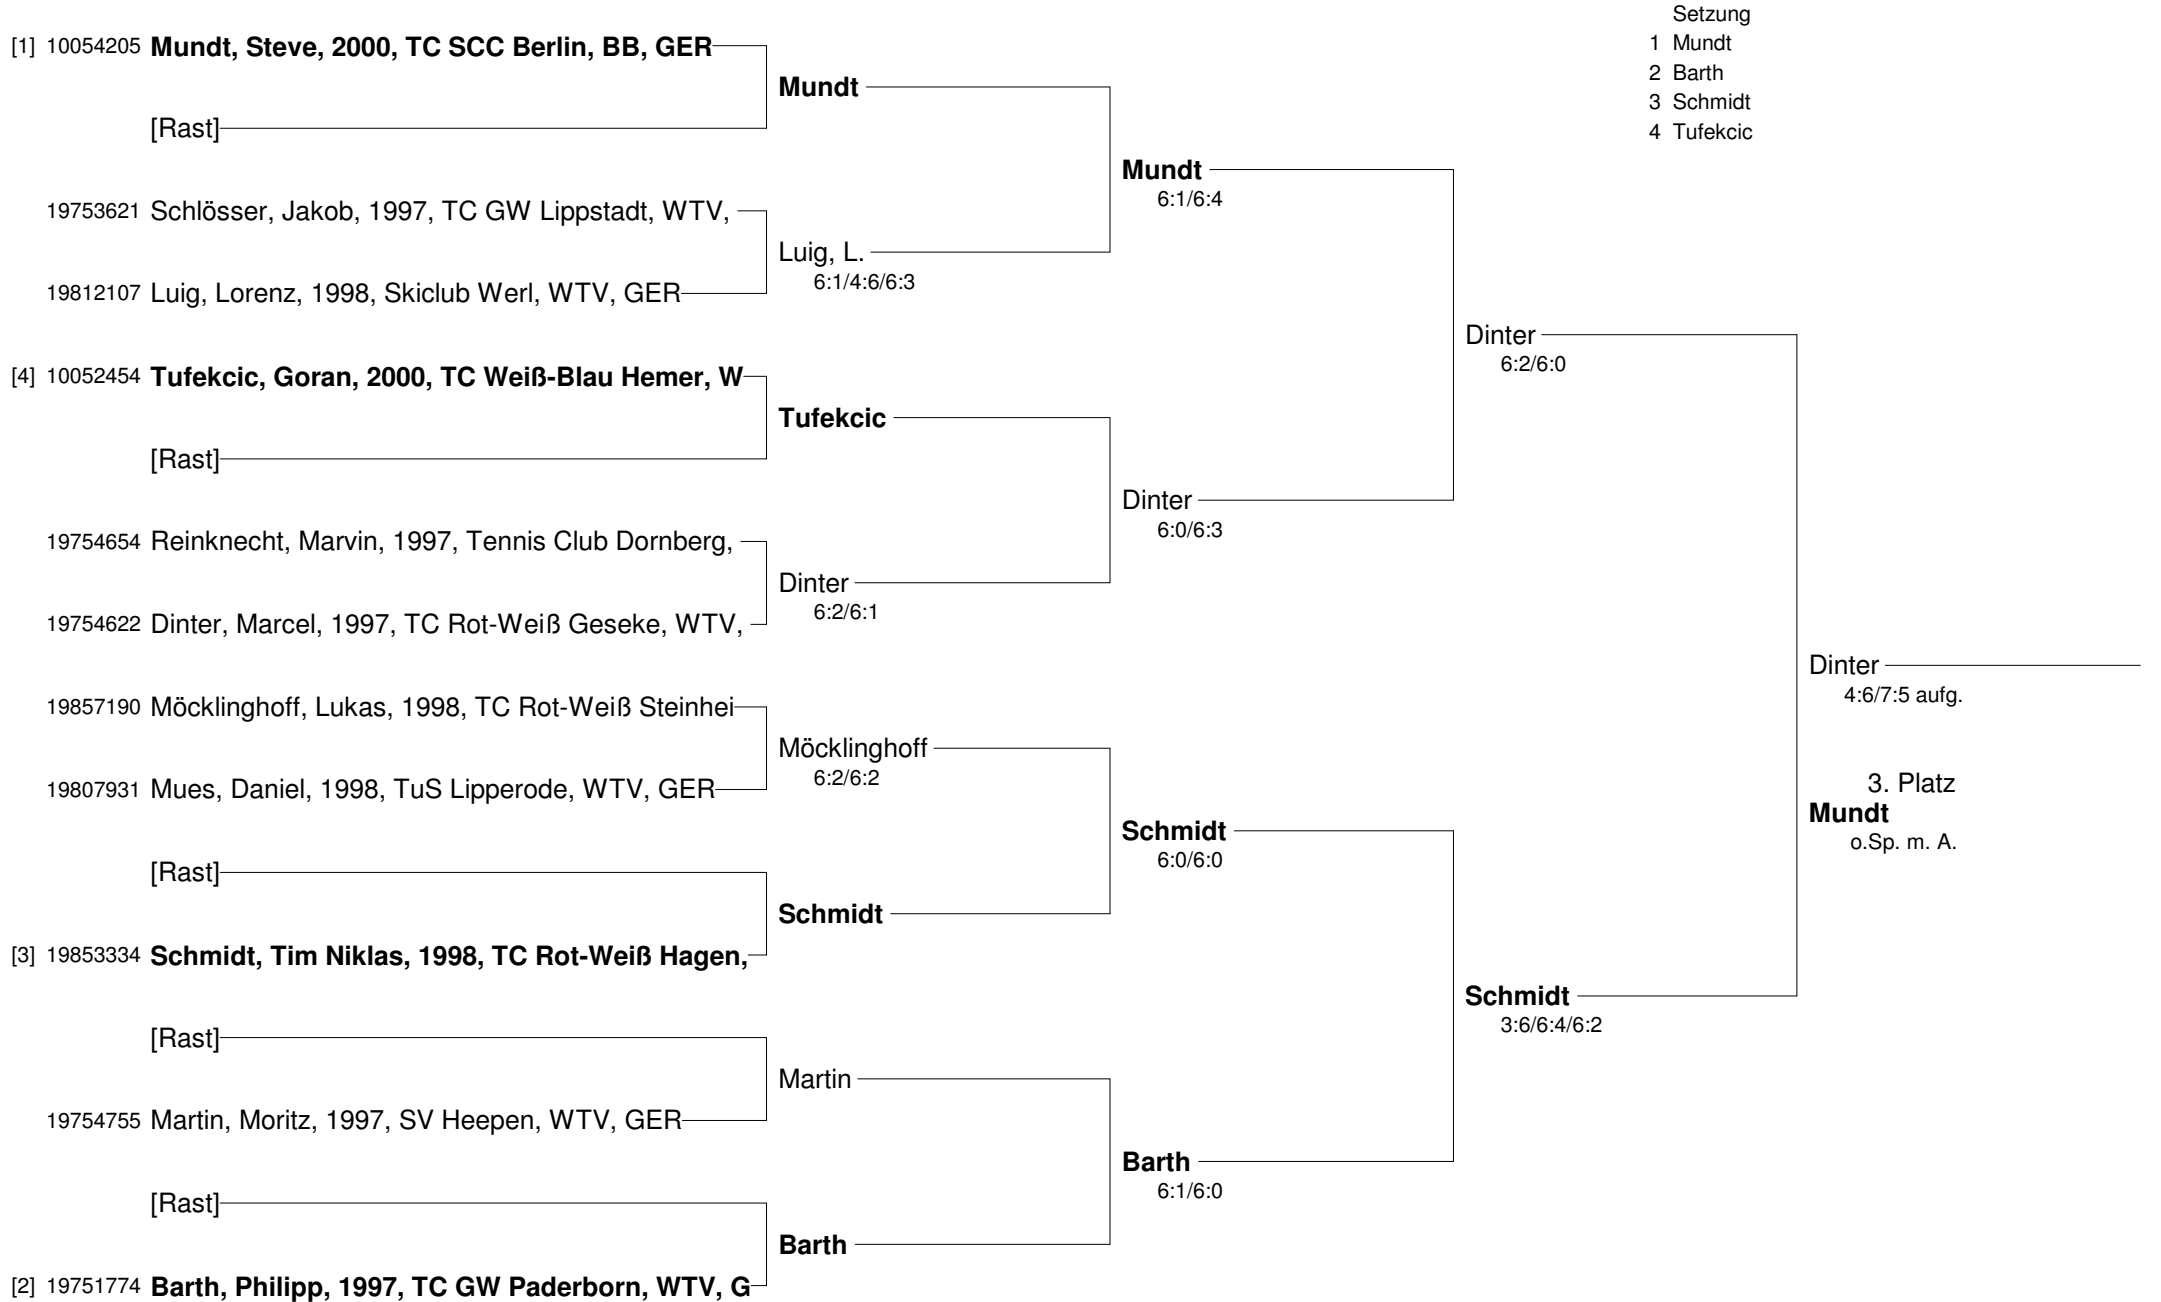 Setzung
1 Mundt
2 Barth
3 Schmidt
4 Tufekcic
[1] 10054205 Mundt, Steve, 2000, TC SCC Berlin, BB, GER
Mundt
[Rast]
Mundt
6:1/6:4
19753621 Schlösser, Jakob, 1997, TC GW Lippstadt, WTV,
Luig, L.
6:1/4:6/6:3
19812107 Luig, Lorenz, 1998, Skiclub Werl, WTV, GER
Dinter
6:2/6:0
[4] 10052454 Tufekcic, Goran, 2000, TC Weiß-Blau Hemer, W
Tufekcic
[Rast]
Dinter
6:0/6:3
19754654 Reinknecht, Marvin, 1997, Tennis Club Dornberg,
Dinter
6:2/6:1
19754622 Dinter, Marcel, 1997, TC Rot-Weiß Geseke, WTV,
Dinter
4:6/7:5 aufg.
19857190 Möcklinghoff, Lukas, 1998, TC Rot-Weiß Steinhei
Möcklinghoff
6:2/6:2
19807931 Mues, Daniel, 1998, TuS Lipperode, WTV, GER
3. Platz
Mundt
o.Sp. m. A.
Schmidt
6:0/6:0
[Rast]
Schmidt
[3] 19853334 Schmidt, Tim Niklas, 1998, TC Rot-Weiß Hagen,
Schmidt
3:6/6:4/6:2
[Rast]
Martin
19754755 Martin, Moritz, 1997, SV Heepen, WTV, GER
Barth
6:1/6:0
[Rast]
Barth
[2] 19751774 Barth, Philipp, 1997, TC GW Paderborn, WTV, G